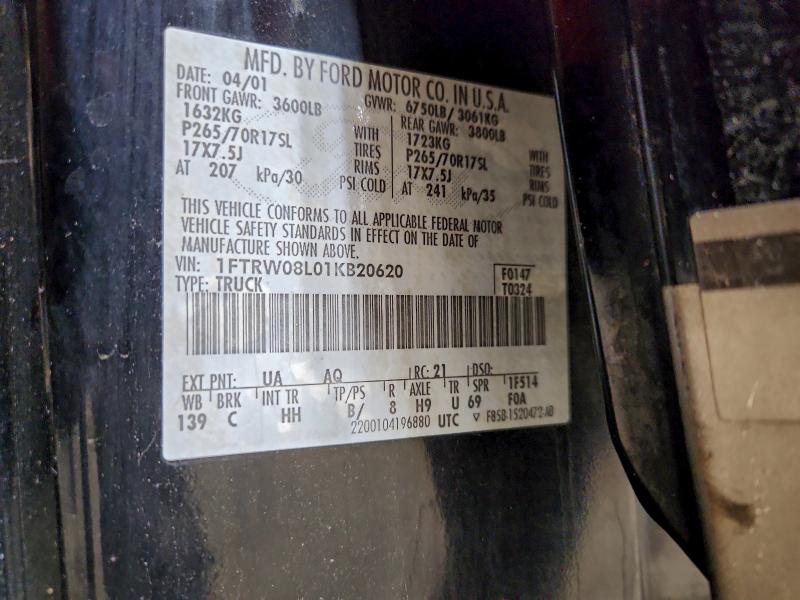 MFD. BY FORD MOTOR CO. IN U.S.A.
DATE: 04/01 GVWR: 6750LB/ 3061KG
FRONT GAWR: 3600LB REAR GAWR: 3800LB
1632KG WITH 1723KG WITH
P265/70R17SL TIRES P265/70R17SL TIRES
17X7.5J RIMS 17X7.5J RIMS
AT 207 kPa/30 PSI COLD AT 241 kPa/35 PSI COLD
THIS VEHICLE CONFORMS TO ALL APPLICABLE FEDERAL MOTOR
VEHICLE SAFETY STANDARDS IN EFFECT ON THE DATE OF
MANUFACTURE SHOWN ABOVE.
VIN: 1FTRW08L01KB20620 F0147
TYPE: TRUCK T0324
EXT PNT: UA AQ RC: 21 DSO:
WB BRK INT TR TP/PS R AXLE TR SPR 1F514
139 C HH B/ 8 H9 U 69 F0A
2200104196880 UTC ▽ F85B-1520472-AB